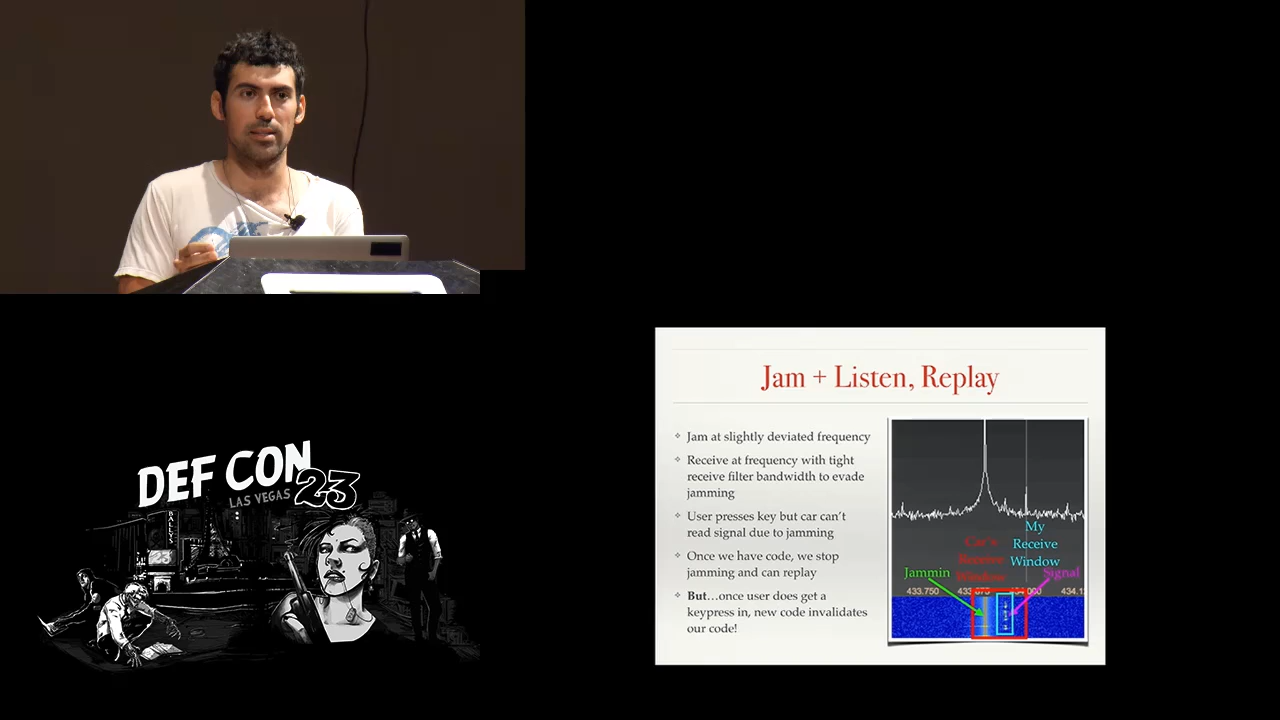 DEF CON
LAS VEGAS 23
BALLYS
23
Jam + Listen, Replay
Jam at slightly deviated frequency
Receive at frequency with tight
receive filter bandwidth to evade
jamming
User presses key but car can't
read signal due to jamming
Once we have code, we stop
jamming and can replay
But...once user does get a
keypress in, new code invalidates
our code!
My
Receive
Window
Car's
Receive
Window
Jammin
Signal
433.750